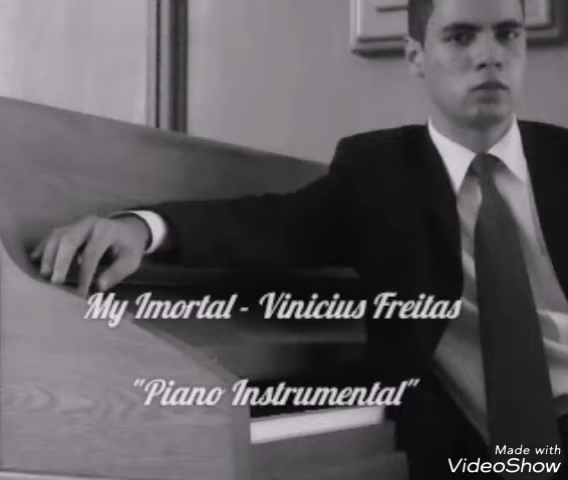 My Imortal - Vinicius Freitas
"Piano Instrumental"
Made with
VideoShow